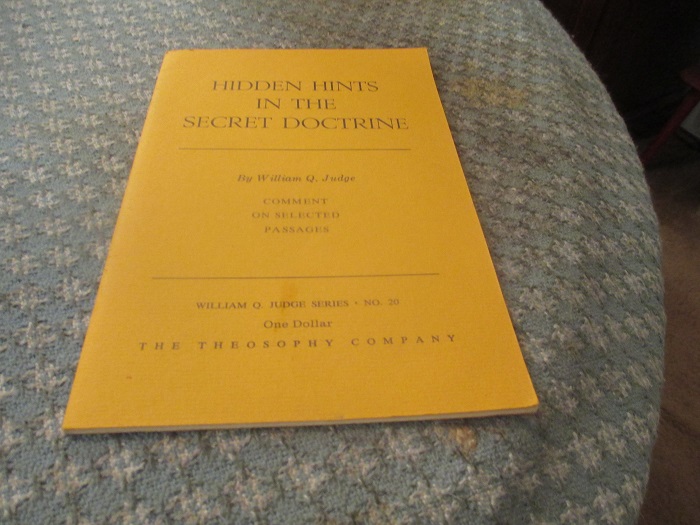 HIDDEN HINTS
IN THE
SECRET DOCTRINE
By William Q. Judge
COMMENT
ON SELECTED
PASSAGES
WILLIAM Q. JUDGE SERIES • NO. 20
One Dollar
THE THEOSOPHY COMPANY